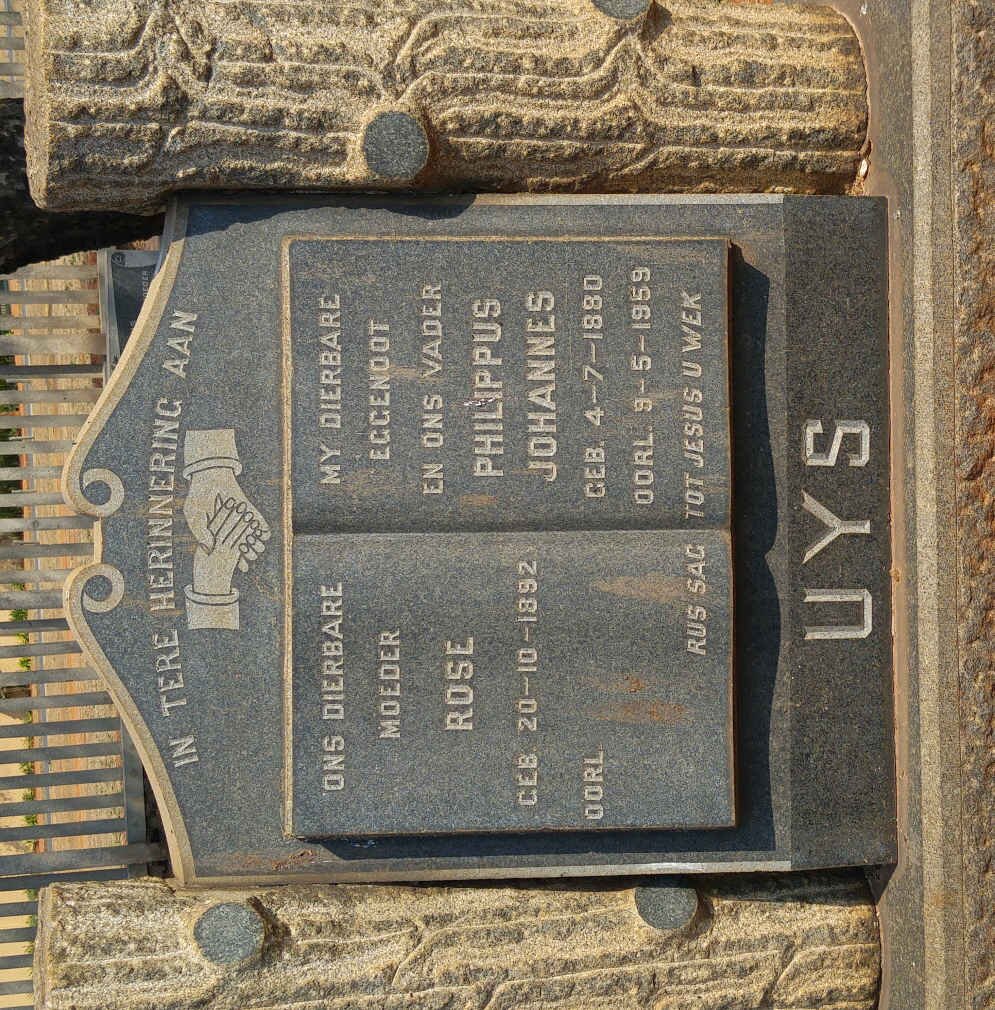 IN TERE HERINNERING AAN
ONS DIERBARE
MOEDER
ROSE
GEB. 20-10-1892
OORL.
MY DIERBARE
EGGENOOT
EN ONS VADER
PHILIPPUS
JOHANNES
GEB. 4-7-1880
OORL. 9-5-1959
RUS SAG TOT JESUS U WEK
UYS